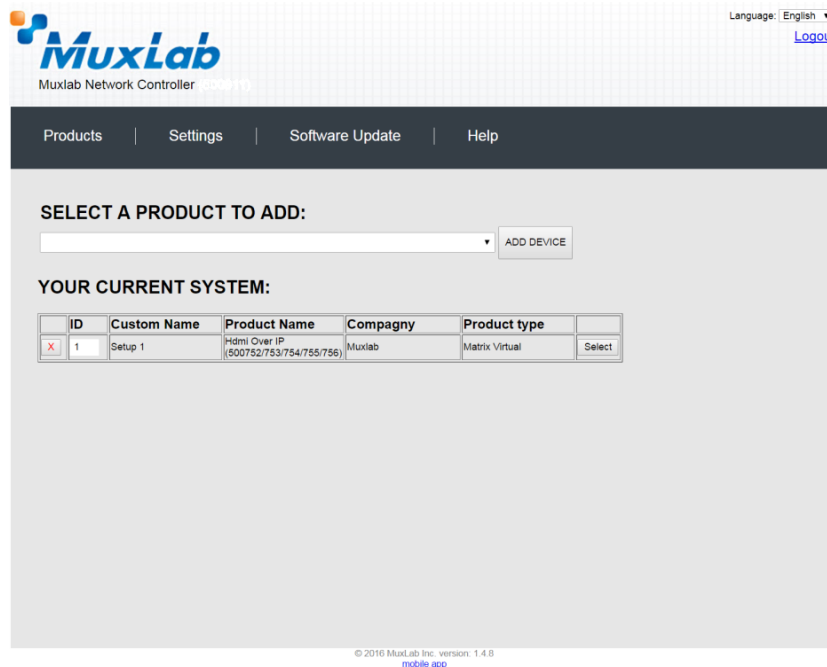 Language: English
Logou
MuxLab
Muxlab Network Controller
Products | Settings | Software Update | Help
SELECT A PRODUCT TO ADD:
ADD DEVICE
YOUR CURRENT SYSTEM:
ID Custom Name Product Name Compagny Product type
X 1 Setup 1 Hdmi Over IP (500752/753/754/755/756) Muxlab Matrix Virtual Select
© 2016 MuxLab Inc. version: 1.4.8
mobile app